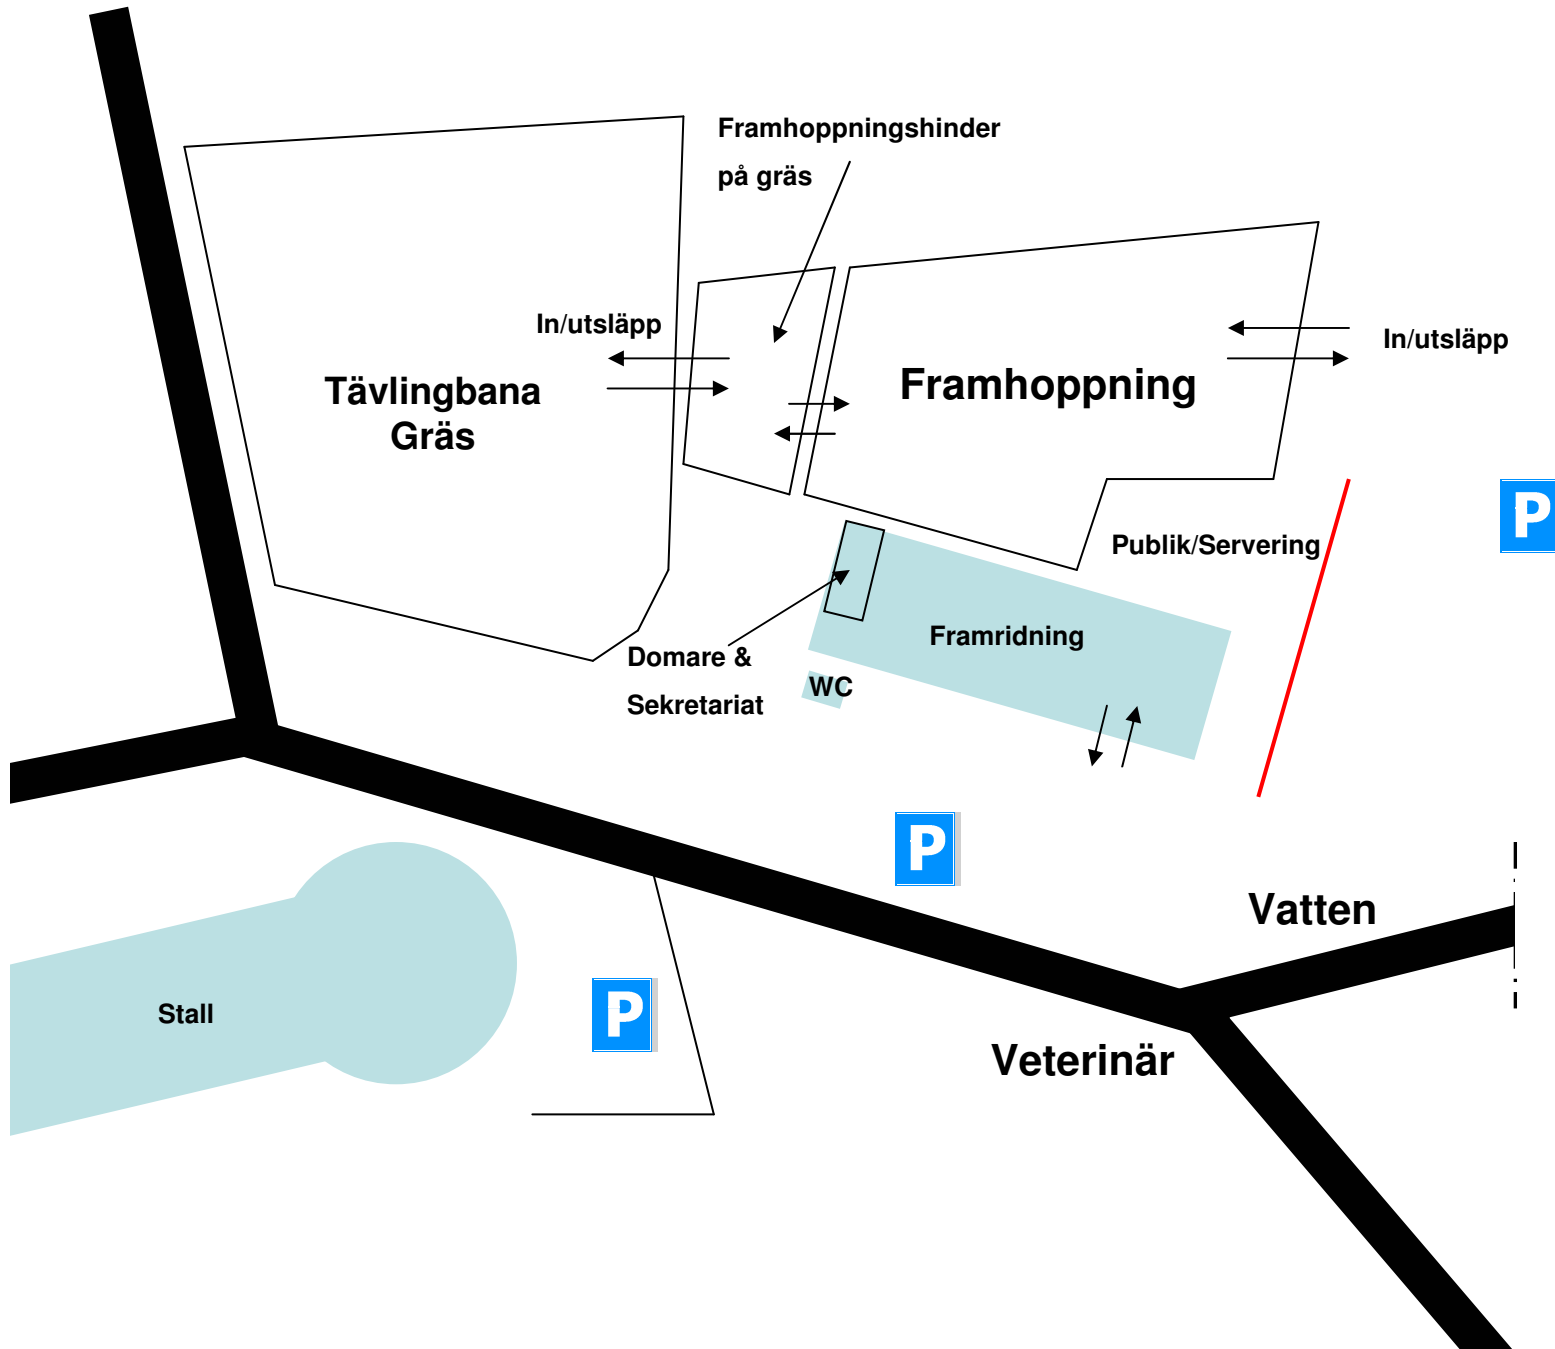 Framhoppningshinder
på gräs
In/utsläpp
In/utsläpp
Tävlingbana
Gräs
Framhoppning
P
Publik/Servering
Framridning
Domare &
Sekretariat
WC
P
Vatten
P
Stall
Veterinär